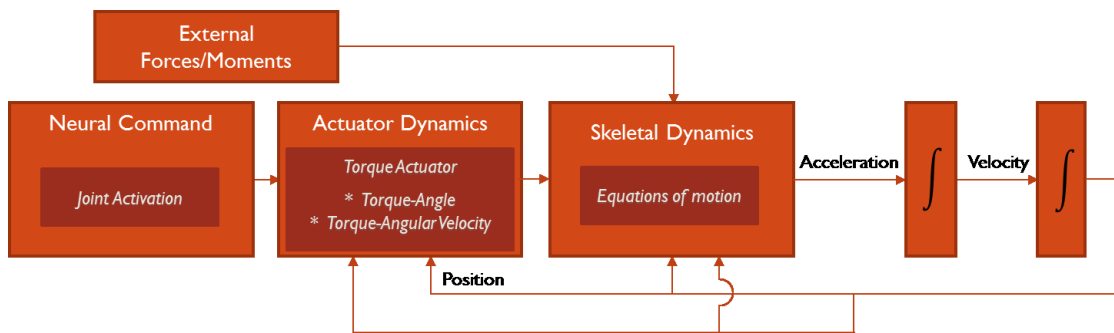 External
Forces/Moments
Neural Command
Joint Activation
Actuator Dynamics
Torque Actuator
* Torque-Angle
* Torque-Angular Velocity
Skeletal Dynamics
Equations of motion
Acceleration
∫
Velocity
∫
Position